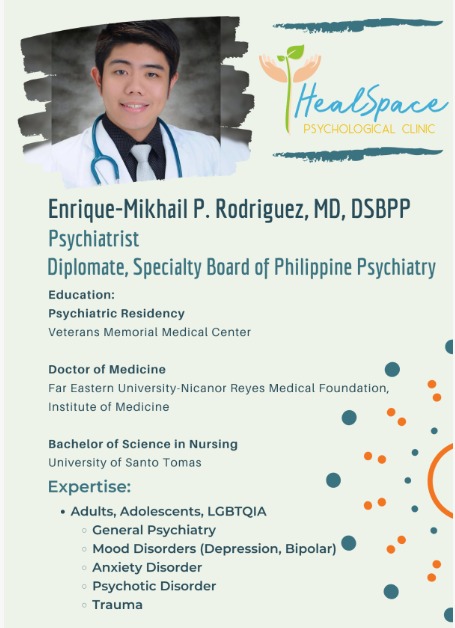 HealSpace
PSYCHOLOGICAL CLINIC
Enrique-Mikhail P. Rodriguez, MD, DSBPP
Psychiatrist
Diplomate, Specialty Board of Philippine Psychiatry
Education:
Psychiatric Residency
Veterans Memorial Medical Center
Doctor of Medicine
Far Eastern University-Nicanor Reyes Medical Foundation,
Institute of Medicine
Bachelor of Science in Nursing
University of Santo Tomas
Expertise:
• Adults, Adolescents, LGBTQIA
○ General Psychiatry
○ Mood Disorders (Depression, Bipolar)
○ Anxiety Disorder
○ Psychotic Disorder
○ Trauma